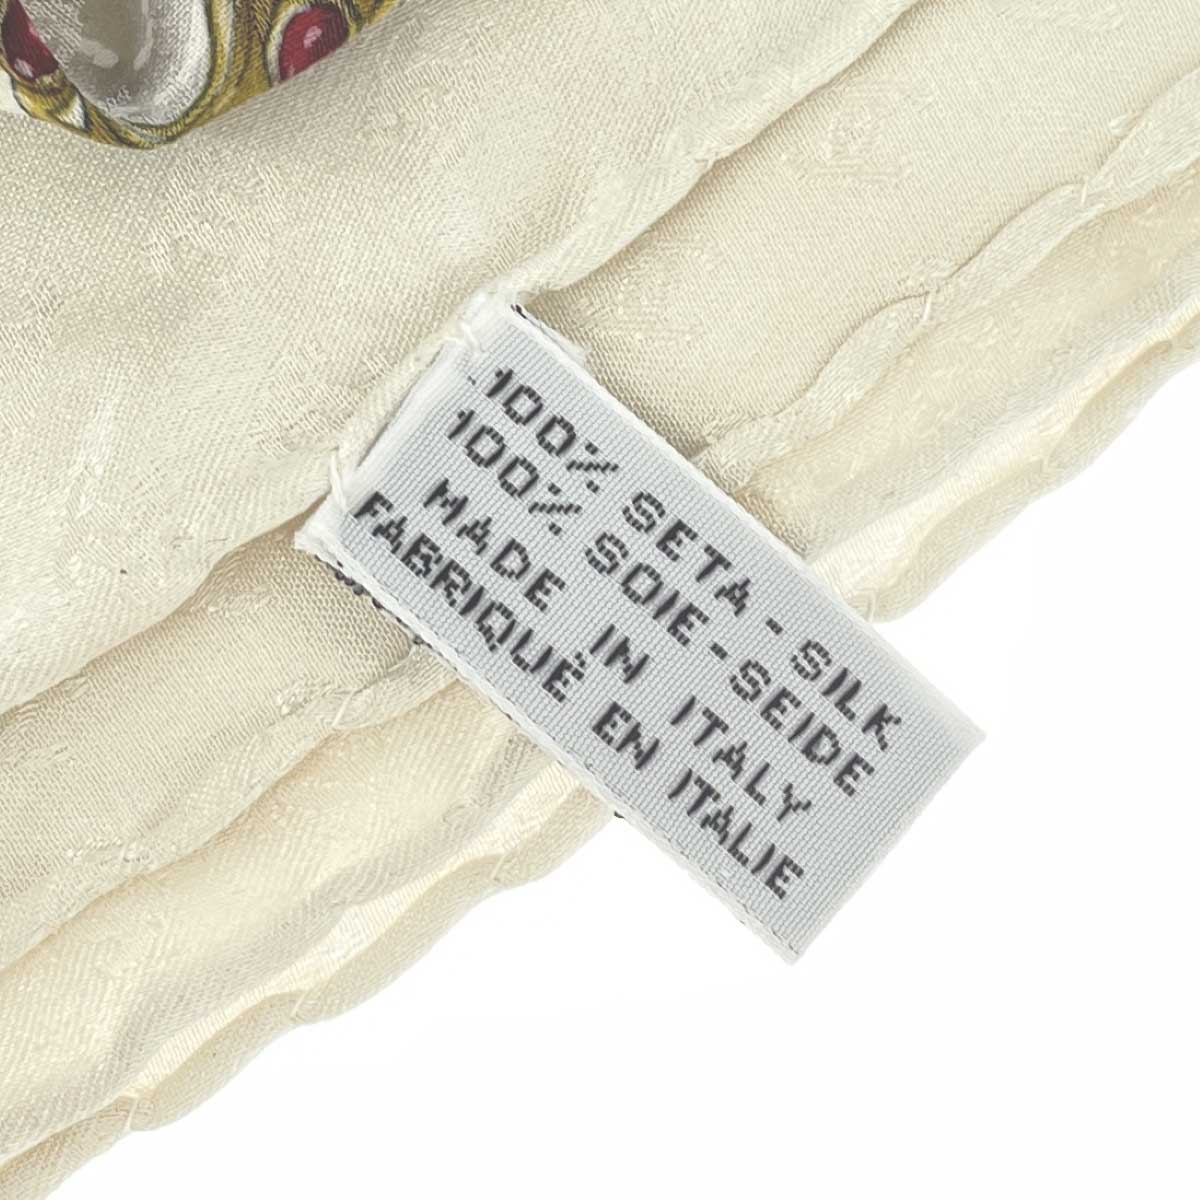 100% SETA - SILK
100% SOIE - SEIDE
MADE IN ITALY
FABRIQUÉ EN ITALIE